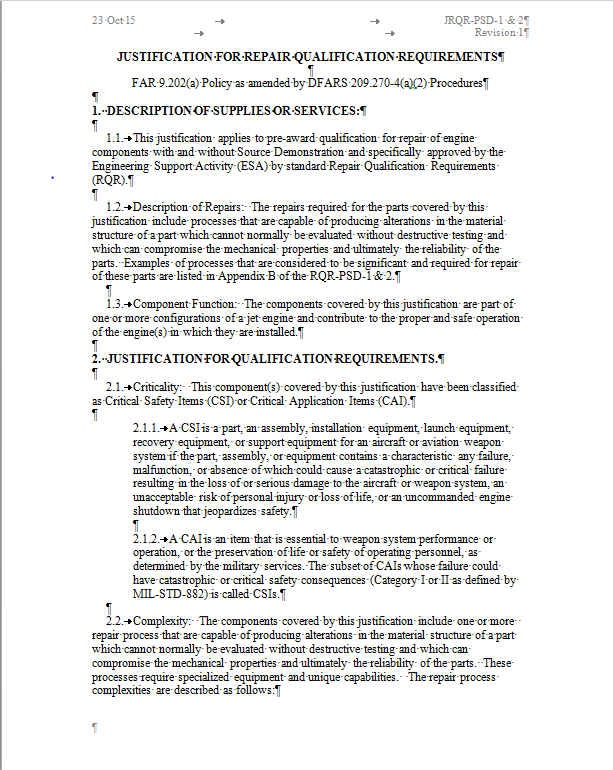 23 Oct 15 JRQR-PSD-1 & 2
Revision 1
JUSTIFICATION FOR REPAIR QUALIFICATION REQUIREMENTS
FAR 9.202(a) Policy as amended by DFARS 209.270-4(a)(2) Procedures
1. DESCRIPTION OF SUPPLIES OR SERVICES:
1.1. This justification applies to pre-award qualification for repair of engine
components with and without Source Demonstration and specifically approved by the
Engineering Support Activity (ESA) by standard Repair Qualification Requirements
(RQR).
1.2. Description of Repairs: The repairs required for the parts covered by this
justification include processes that are capable of producing alterations in the material
structure of a part which cannot normally be evaluated without destructive testing and
which can compromise the mechanical properties and ultimately the reliability of the
parts. Examples of processes that are considered to be significant and required for repair
of these parts are listed in Appendix B of the RQR-PSD-1 & 2.
1.3. Component Function: The components covered by this justification are part of
one or more configurations of a jet engine and contribute to the proper and safe operation
of the engine(s) in which they are installed.
2. JUSTIFICATION FOR QUALIFICATION REQUIREMENTS.
2.1. Criticality: This component(s) covered by this justification have been classified
as Critical Safety Items (CSI) or Critical Application Items (CAI).
2.1.1. A CSI is a part, an assembly, installation equipment, launch equipment,
recovery equipment, or support equipment for an aircraft or aviation weapon
system if the part, assembly, or equipment contains a characteristic any failure,
malfunction, or absence of which could cause a catastrophic or critical failure
resulting in the loss of or serious damage to the aircraft or weapon system, an
unacceptable risk of personal injury or loss of life, or an uncommanded engine
shutdown that jeopardizes safety.
2.1.2. A CAI is an item that is essential to weapon system performance or
operation, or the preservation of life or safety of operating personnel, as
determined by the military services. The subset of CAIs whose failure could
have catastrophic or critical safety consequences (Category I or II as defined by
MIL-STD-882) is called CSIs.
2.2. Complexity: The components covered by this justification include one or more
repair process that are capable of producing alterations in the material structure of a part
which cannot normally be evaluated without destructive testing and which can
compromise the mechanical properties and ultimately the reliability of the parts. These
processes require specialized equipment and unique capabilities. The repair process
complexities are described as follows: